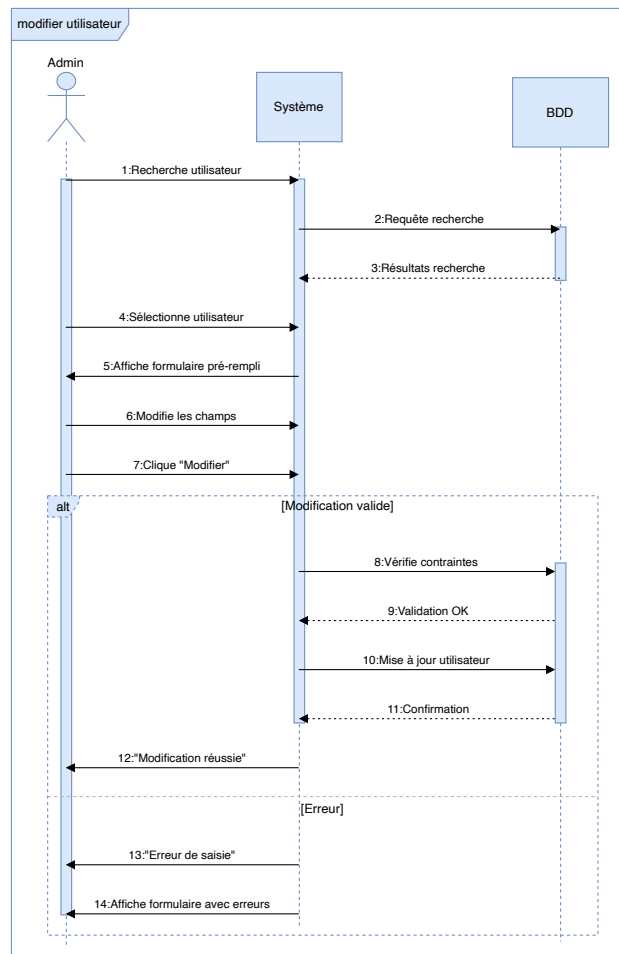 modifier utilisateur
Admin
Système
BDD
1:Recherche utilisateur
2:Requête recherche
3:Résultats recherche
4:Sélectionne utilisateur
5:Affiche formulaire pré-rempli
6:Modifie les champs
7:Clique "Modifier"
alt
[Modification valide]
8:Vérifie contraintes
9:Validation OK
10:Mise à jour utilisateur
11:Confirmation
12:"Modification réussie"
[Erreur]
13:"Erreur de saisie"
14:Affiche formulaire avec erreurs